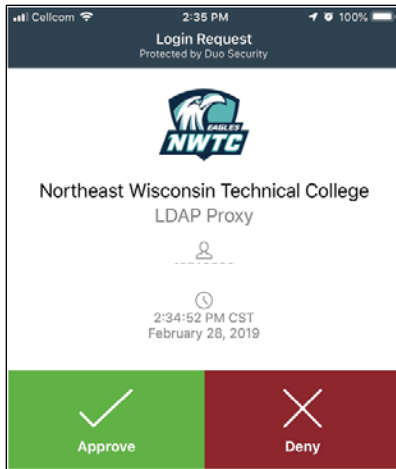 Cellcom 2:35 PM 100%
Login Request
Protected by Duo Security
EAGLES
NWTC
Northeast Wisconsin Technical College
LDAP Proxy
2:34:52 PM CST
February 28, 2019
Approve Deny